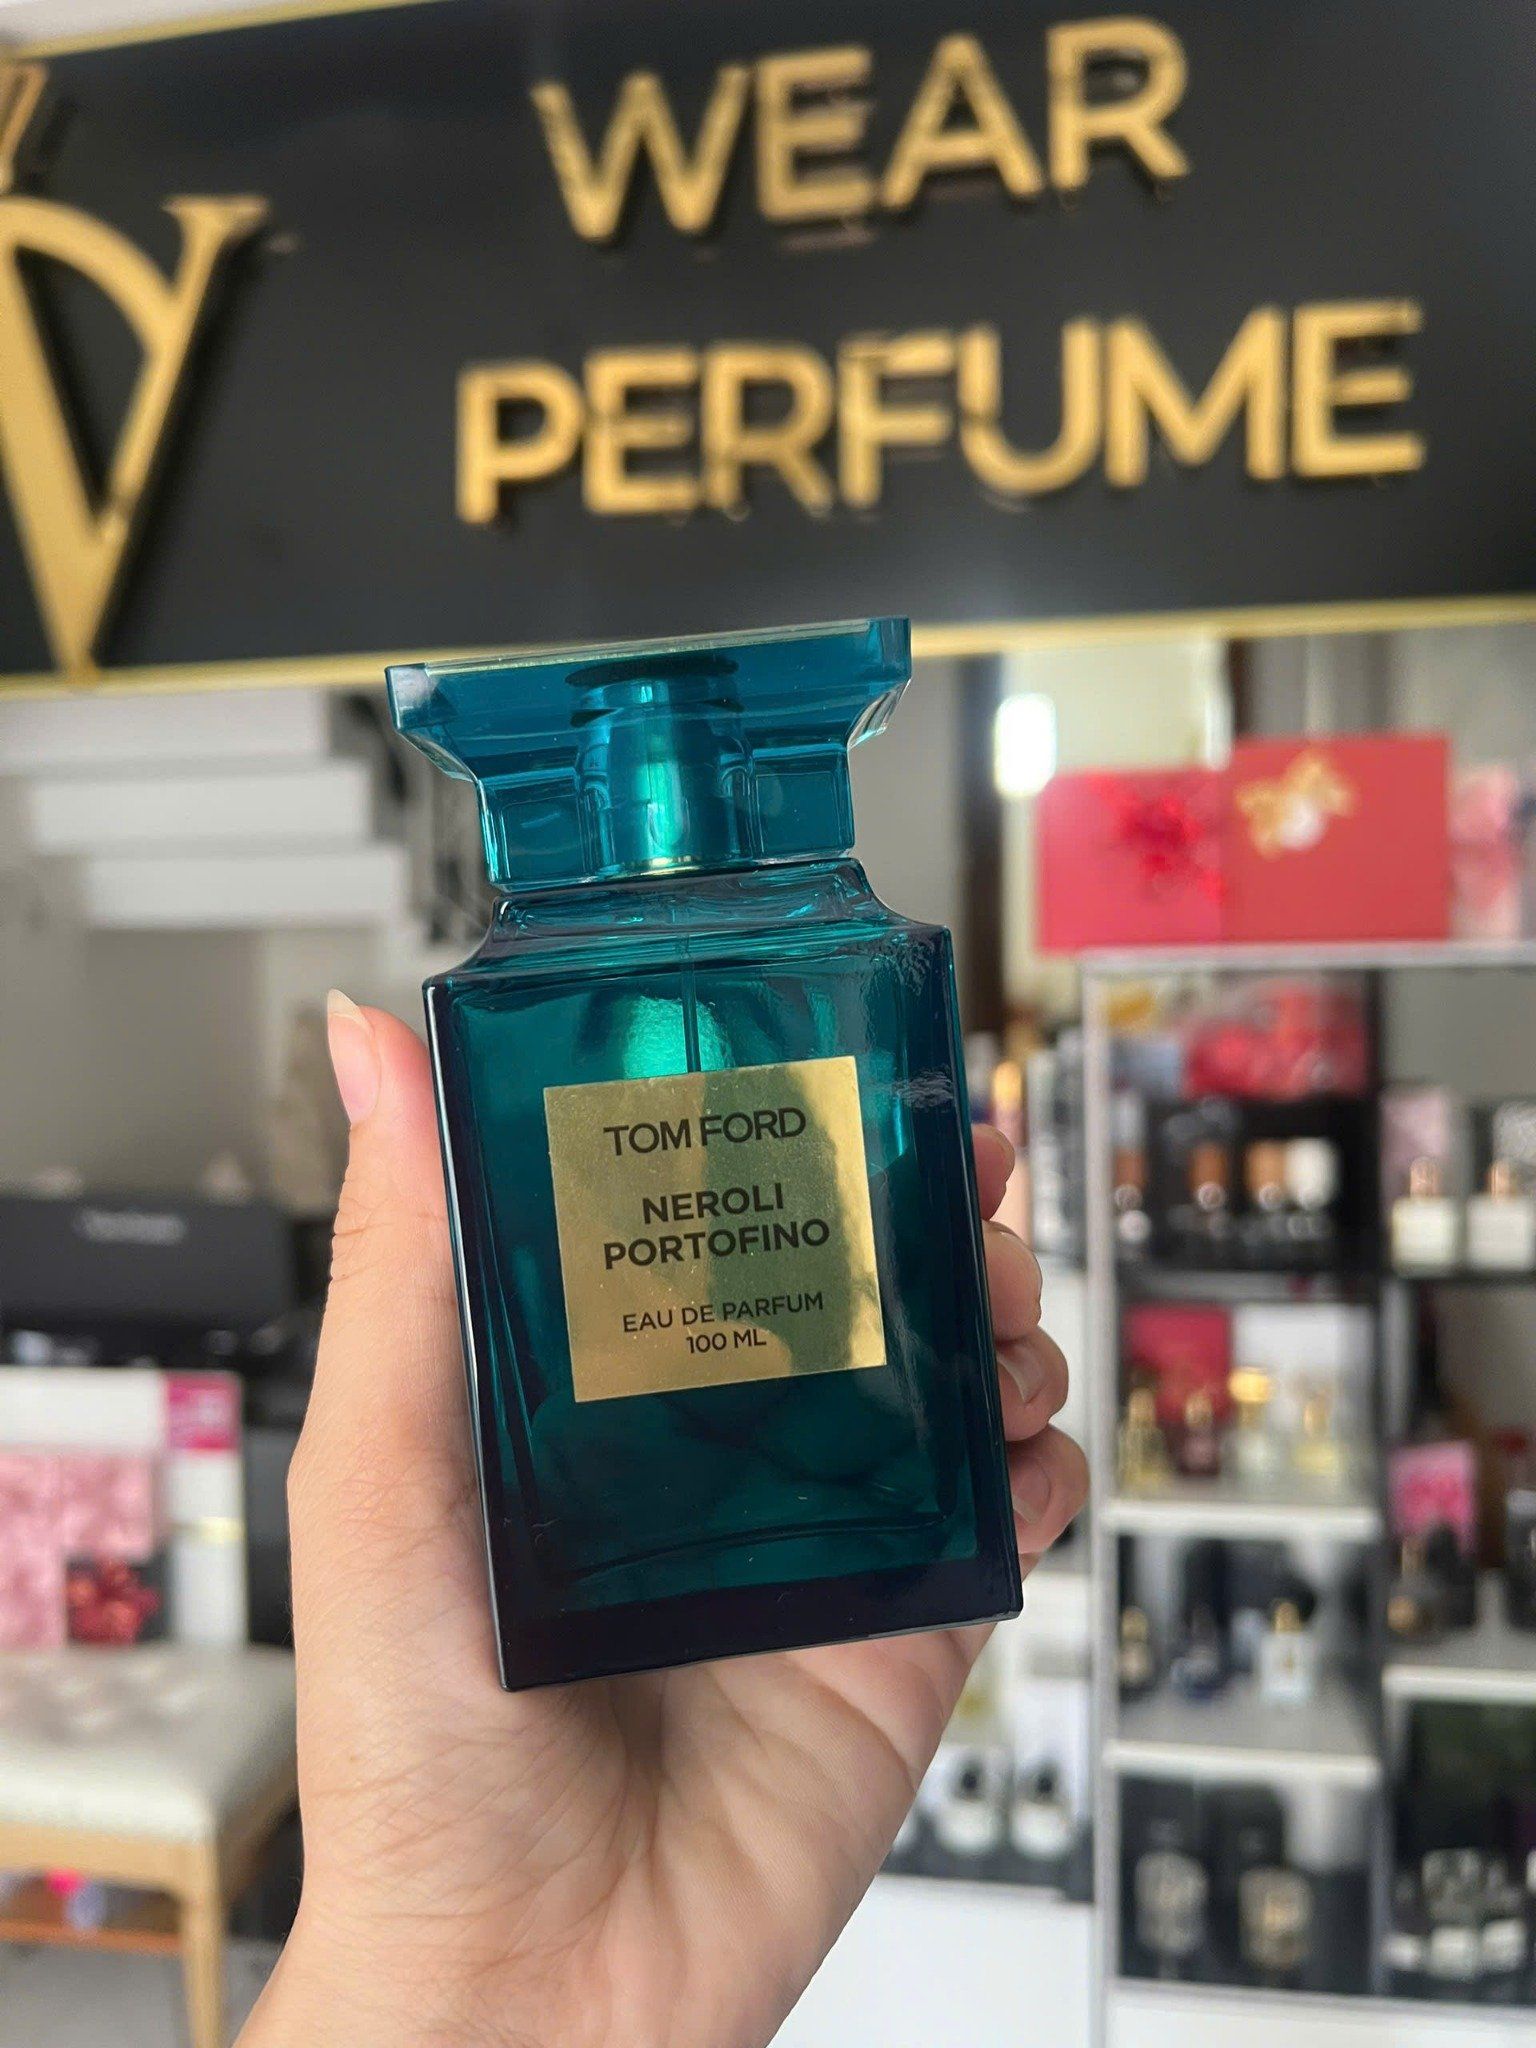 WEAR
PERFUME
TOM FORD
NEROLI
PORTOFINO
EAU DE PARFUM
100 ML